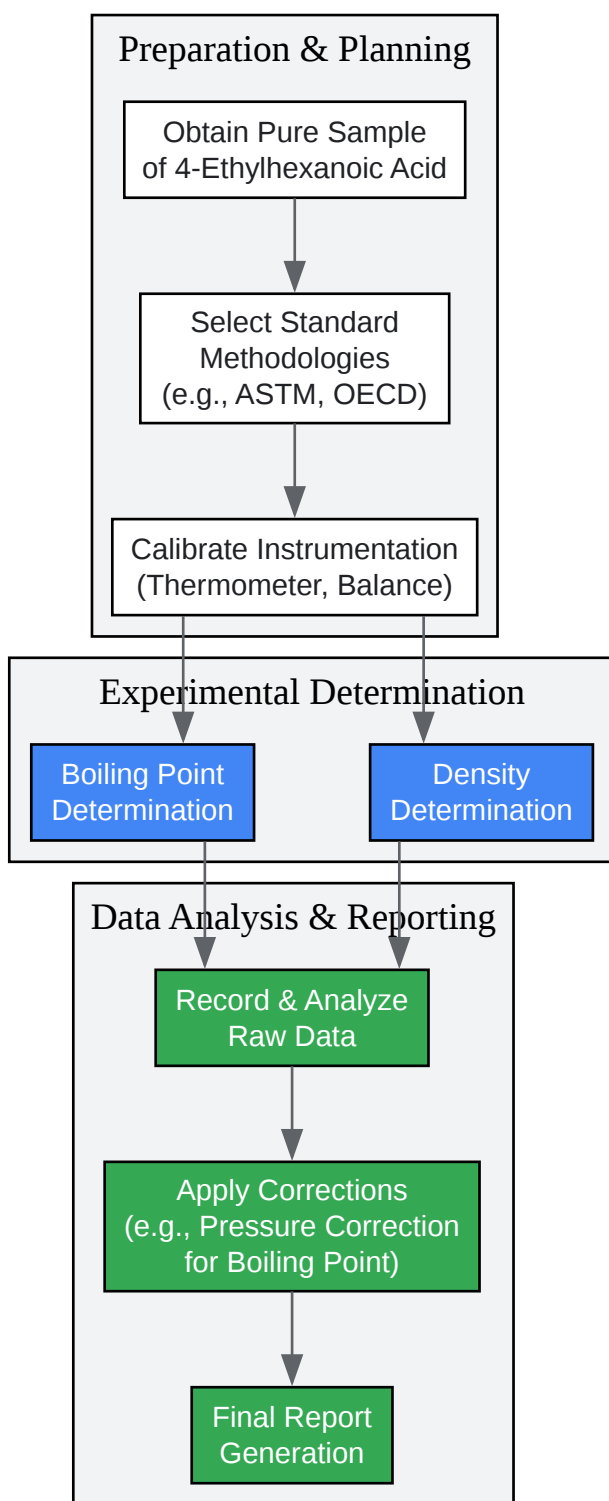 Preparation & Planning
Obtain Pure Sample
of 4-Ethylhexanoic Acid
Select Standard
Methodologies
(e.g., ASTM, OECD)
Calibrate Instrumentation
(Thermometer, Balance)
Experimental Determination
Boiling Point
Determination
Density
Determination
Data Analysis & Reporting
Record & Analyze
Raw Data
Apply Corrections
(e.g., Pressure Correction
for Boiling Point)
Final Report
Generation